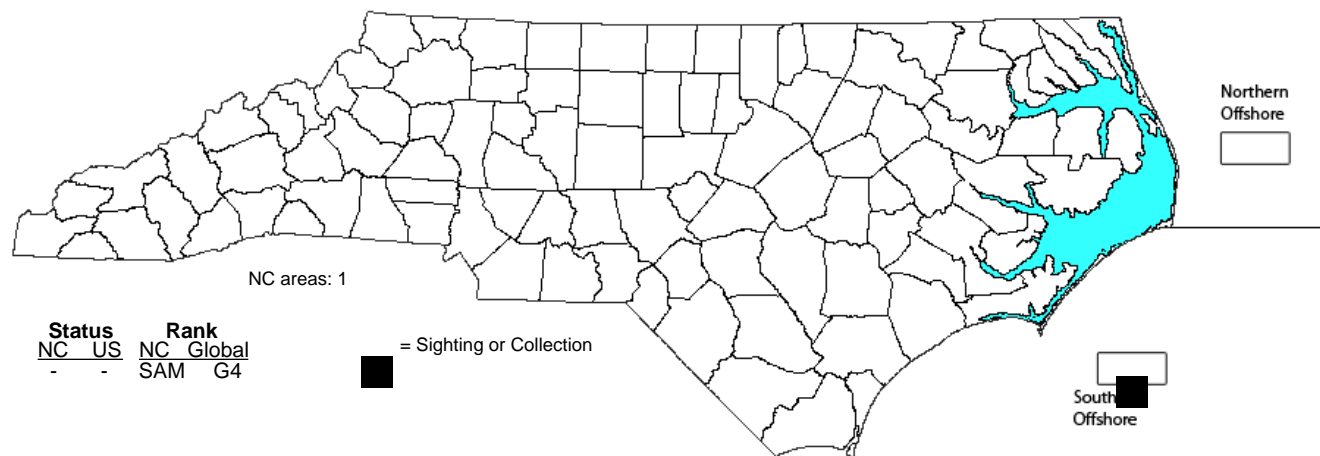 Northern
Offshore
NC areas: 1
Status Rank
NC US NC Global
- - SAM G4
= Sighting or Collection
South
Offshore